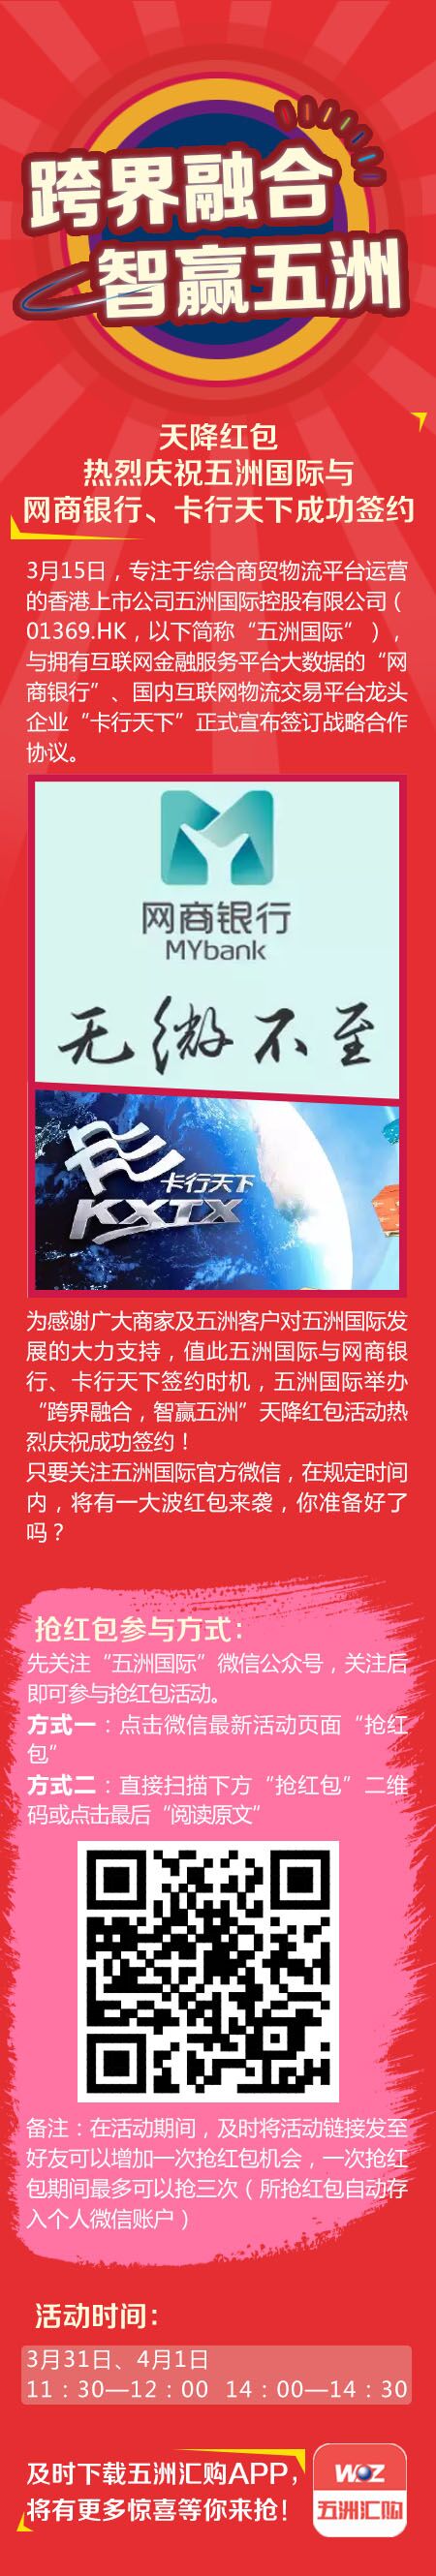 跨界融合
智赢五洲
天降红包
热烈庆祝五洲国际与
网商银行、卡行天下成功签约
3月15日，专注于综合商贸物流平台运营
的香港上市公司五洲国际控股有限公司（
01369.HK，以下简称“五洲国际”），
与拥有互联网金融服务平台大数据的“网
商银行”、国内互联网物流交易平台龙头
企业“卡行天下”正式宣布签订战略合作
协议。
网商银行
MYbank
无微不至
卡行天下
KXTX
为感谢广大商家及五洲客户对五洲国际发
展的大力支持，值此五洲国际与网商银
行、卡行天下签约时机，五洲国际举办
“跨界融合，智赢五洲”天降红包活动热
烈庆祝成功签约！
只要关注五洲国际官方微信，在规定时间
内，将有一大波红包来袭，你准备好了
吗？
抢红包参与方式：
先关注“五洲国际”微信公众号，关注后
即可参与抢红包活动。
方式一：点击微信最新活动页面“抢红
包”
方式二：直接扫描下方“抢红包”二维
码或点击最后“阅读原文”
备注：在活动期间，及时将活动链接发至
好友可以增加一次抢红包机会，一次抢红
包期间最多可以抢三次（所抢红包自动存
入个人微信账户）
活动时间：
3月31日、4月1日
11：30—12：00 14：00—14：30
及时下载五洲汇购APP，
将有更多惊喜等你来抢！
WOZ
五洲汇购